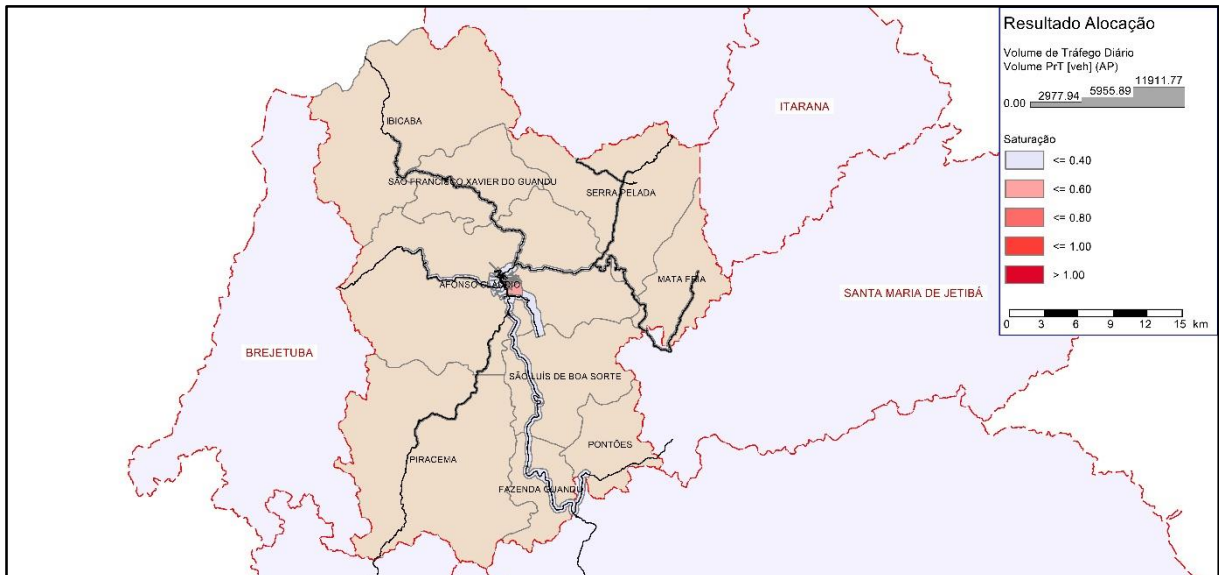 Resultado Alocação
Volume de Tráfego Diário
Volume PrT [veh] (AP)
0.00 2977.94 5955.89 11911.77
Saturação
<= 0.40
<= 0.60
<= 0.80
<= 1.00
> 1.00
0 3 6 9 12 15 km
ITARANA
IBICABA
SÃO FRANCISCO XAVIER DO GUANDU
SERRA PELADA
AFONSO CLÁUDIO
MATA FRIA
SANTA MARIA DE JETIBÁ
BREJETUBA
SÃO LUÍS DE BOA SORTE
PONTÕES
PIRACEMA
FAZENDA GUANDU